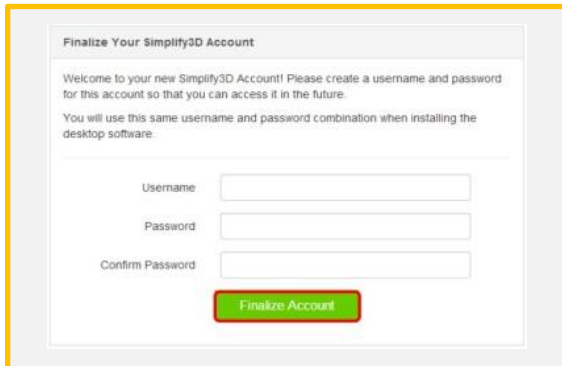 Finalize Your Simplify3D Account
Welcome to your new Simplify3D Account! Please create a username and password
for this account so that you can access it in the future.
You will use this same username and password combination when installing the
desktop software.
Username
Password
Confirm Password
Finalize Account